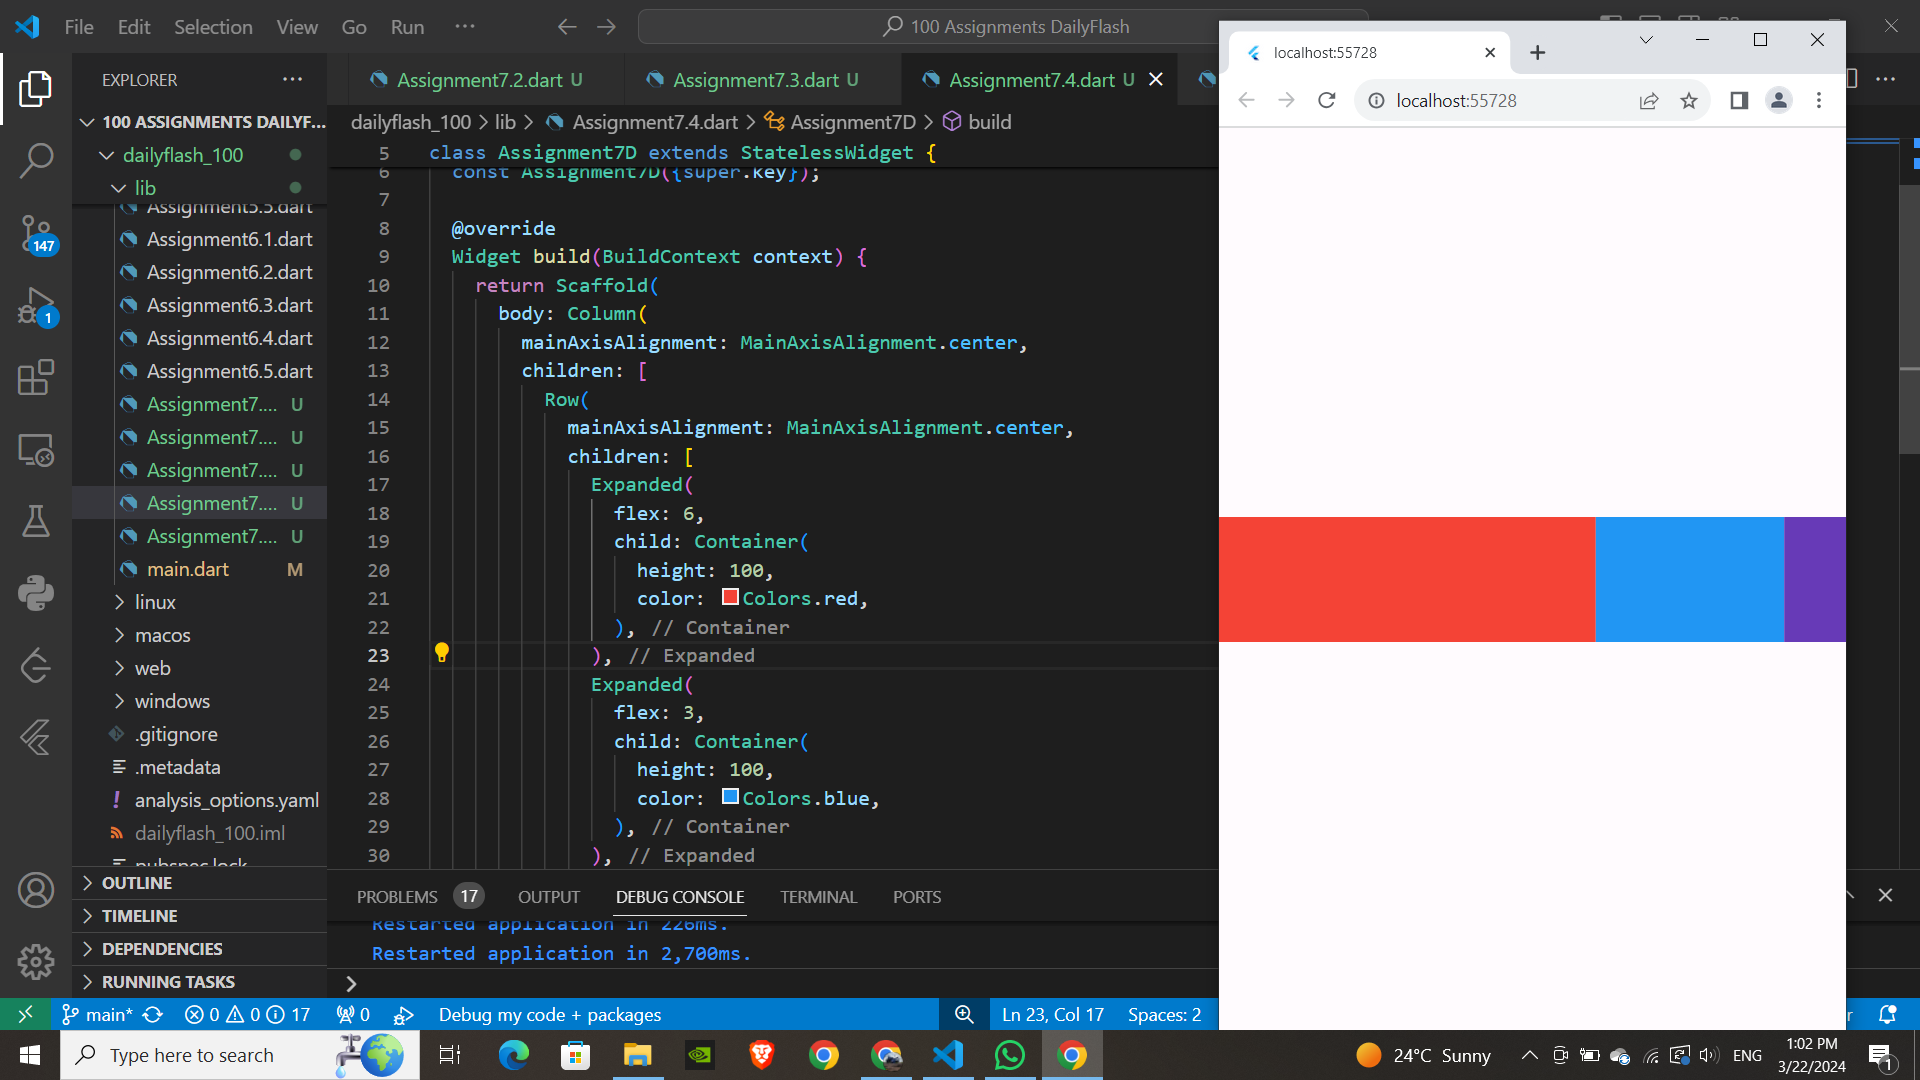 File Edit Selection View Go Run ···
100 Assignments DailyFlash
EXPLORER ···
100 ASSIGNMENTS DAILYF...
dailyflash_100
lib
Assignment5.5.dart
Assignment6.1.dart
Assignment6.2.dart
Assignment6.3.dart
Assignment6.4.dart
Assignment6.5.dart
Assignment7.... U
Assignment7.... U
Assignment7.... U
Assignment7.... U
Assignment7.... U
main.dart M
linux
macos
web
windows
.gitignore
.metadata
analysis_options.yaml
dailyflash_100.iml
pubspec.lock
OUTLINE
TIMELINE
DEPENDENCIES
RUNNING TASKS
147
1
Assignment7.2.dart U
Assignment7.3.dart U
Assignment7.4.dart U
dailyflash_100 > lib > Assignment7.4.dart > Assignment7D > build
5 class Assignment7D extends StatelessWidget {
6 const Assignment7D({super.key});
7
8 @override
9 Widget build(BuildContext context) {
10 return Scaffold(
11 body: Column(
12 mainAxisAlignment: MainAxisAlignment.center,
13 children: [
14 Row(
15 mainAxisAlignment: MainAxisAlignment.center,
16 children: [
17 Expanded(
18 flex: 6,
19 child: Container(
20 height: 100,
21 color: Colors.red,
22 ), // Container
23 ), // Expanded
24 Expanded(
25 flex: 3,
26 child: Container(
27 height: 100,
28 color: Colors.blue,
29 ), // Container
30 ), // Expanded
PROBLEMS 17 OUTPUT DEBUG CONSOLE TERMINAL PORTS
Restarted application in 226ms.
Restarted application in 2,700ms.
>
localhost:55728
localhost:55728
main* 0 0 17 0 Debug my code + packages Ln 23, Col 17 Spaces: 2
Type here to search
24°C Sunny
ENG
1:02 PM
3/22/2024
1